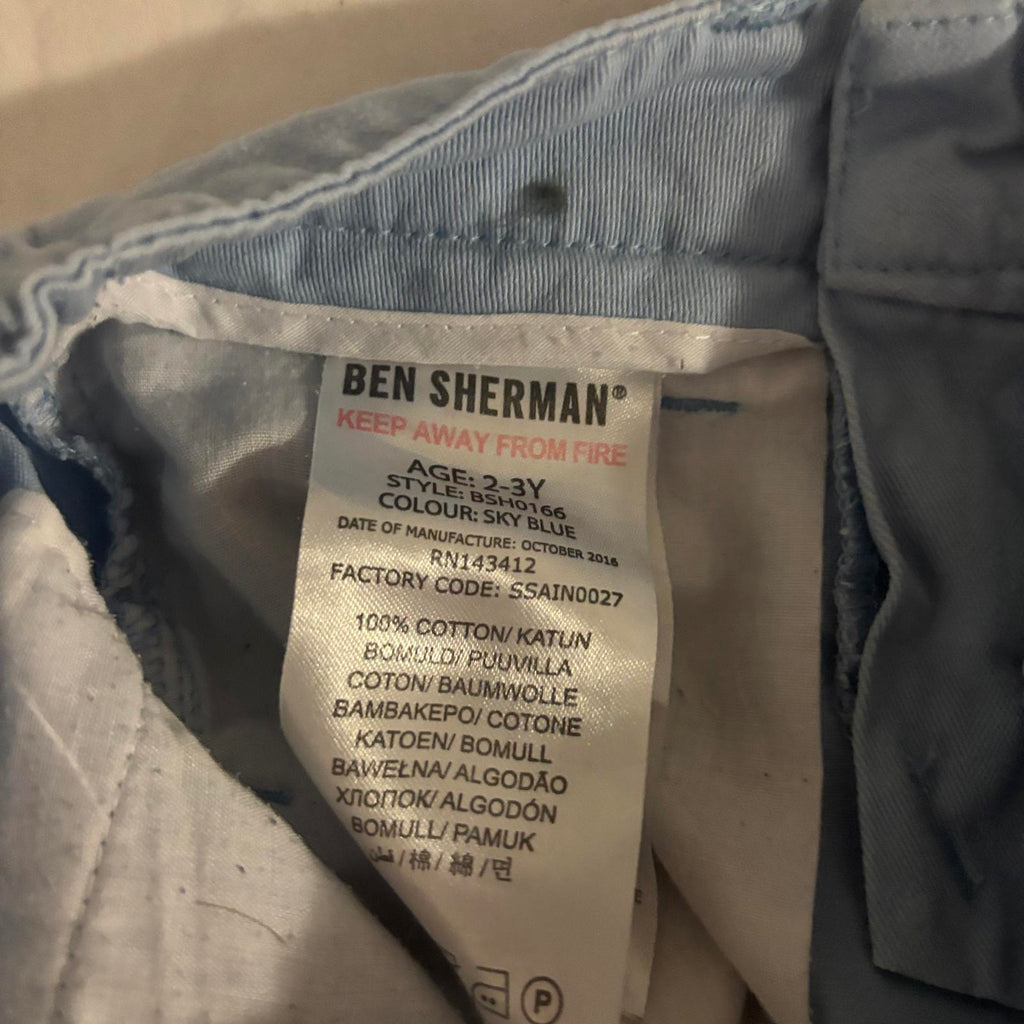 BEN SHERMAN®
KEEP AWAY FROM FIRE
AGE: 2-3Y
STYLE: BSH0166
COLOUR: SKY BLUE
DATE OF MANUFACTURE: OCTOBER 2016
RN143412
FACTORY CODE: SSAIN0027
100% COTTON/ KATUN
BOMULD/ PUUVILLA
COTON/ BAUMWOLLE
BAMBAKEPO/ COTONE
KATOEN/ BOMULL
BAWEŁNA/ ALGODÃO
ХЛОПОК/ ALGODÓN
BOMULL/ PAMUK
/ 棉 / 綿 / 면
P